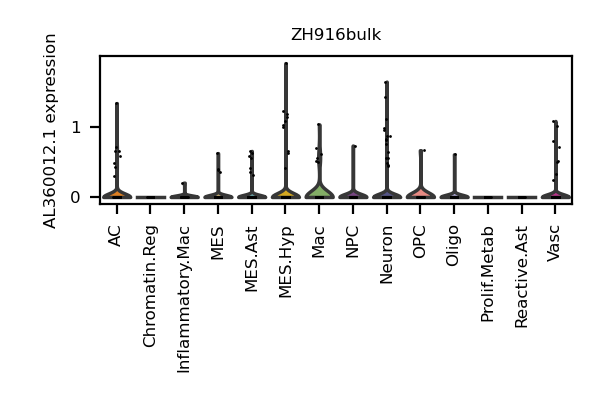 ZH916bulk
AL360012.1 expression
1
0
AC
Chromatin.Reg
Inflammatory.Mac
MES
MES.Ast
MES.Hyp
Mac
NPC
Neuron
OPC
Oligo
Prolif.Metab
Reactive.Ast
Vasc